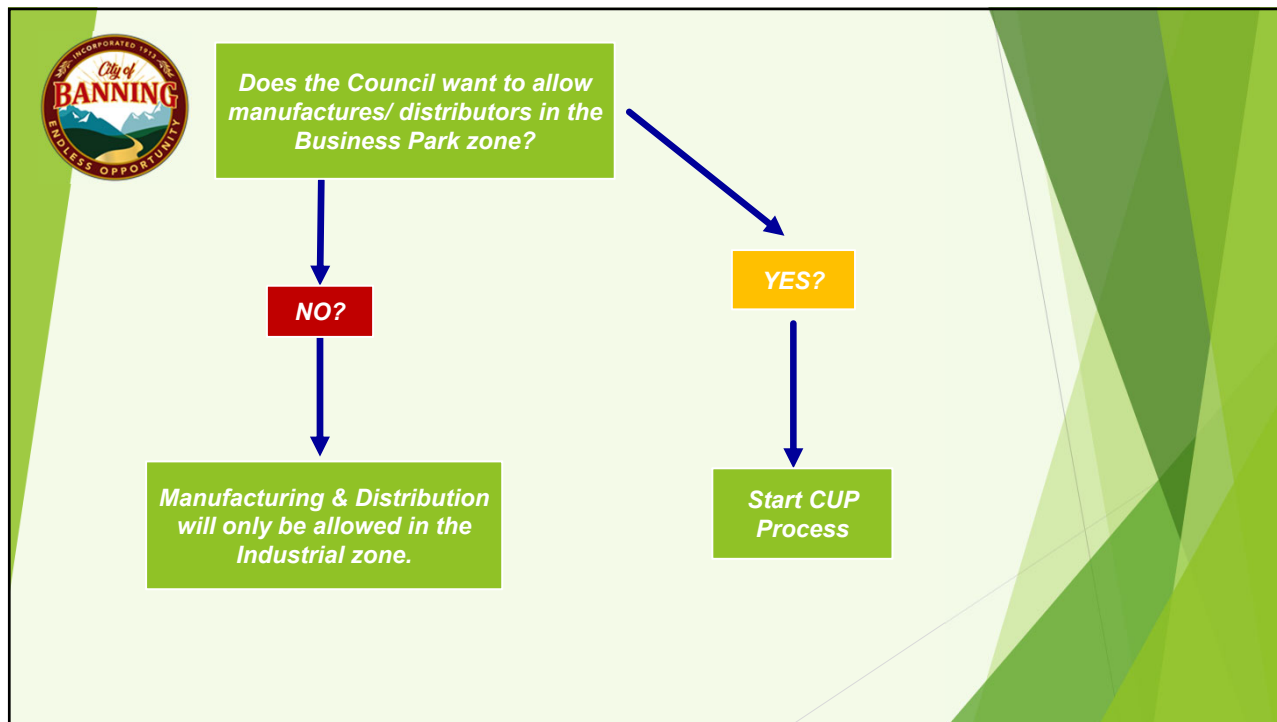 INCORPORATED 1913
City of
BANNING
ENDLESS OPPORTUNITY
Does the Council want to allow
manufactures/ distributors in the
Business Park zone?
YES?
NO?
Manufacturing & Distribution
will only be allowed in the
Industrial zone.
Start CUP
Process